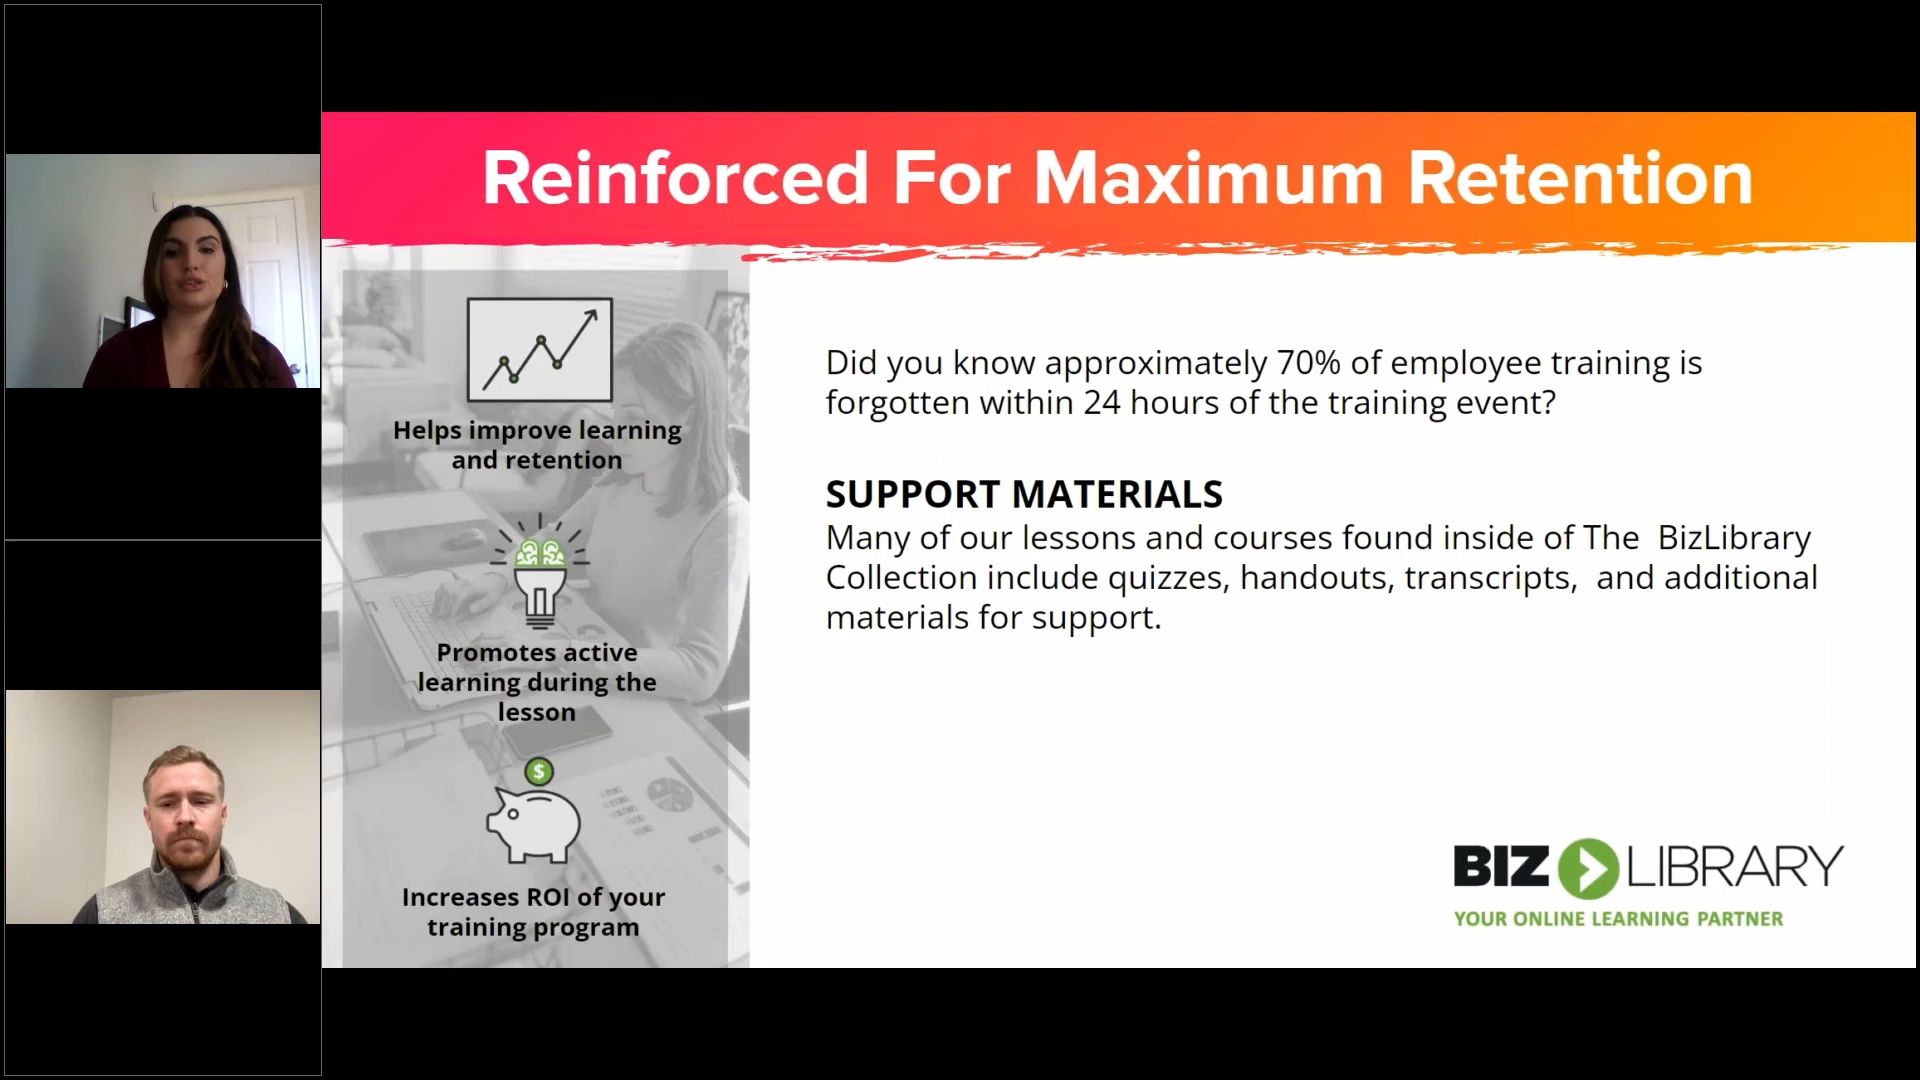 Reinforced For Maximum Retention
Helps improve learning
and retention
Promotes active
learning during the
lesson
$
Increases ROI of your
training program
Did you know approximately 70% of employee training is
forgotten within 24 hours of the training event?
SUPPORT MATERIALS
Many of our lessons and courses found inside of The  BizLibrary
Collection include quizzes, handouts, transcripts,  and additional
materials for support.
BIZ LIBRARY
YOUR ONLINE LEARNING PARTNER